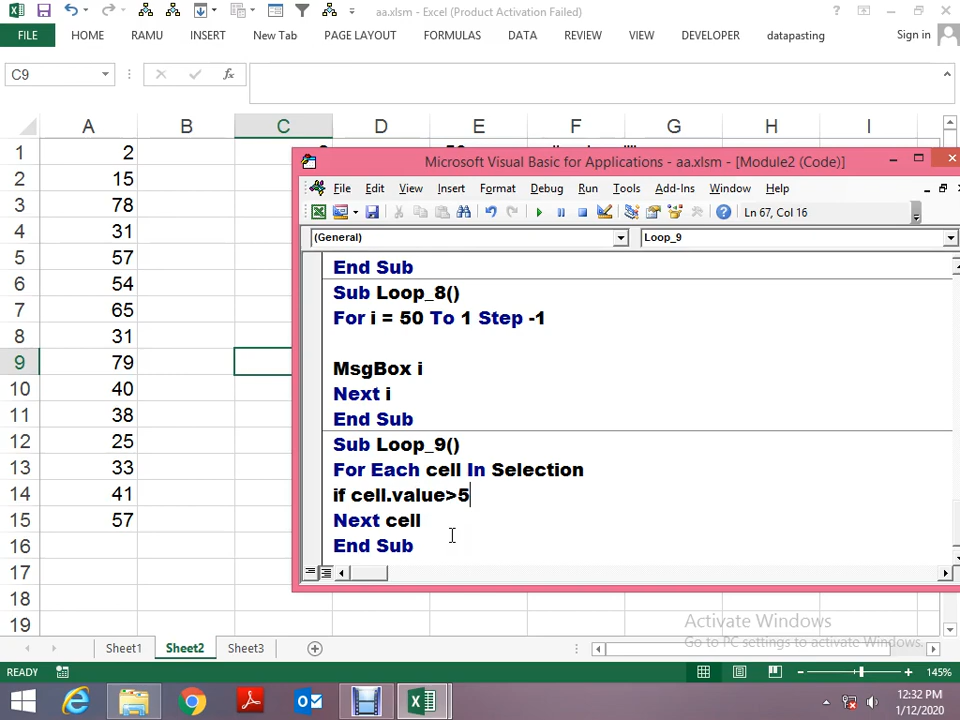 aa.xlsm - Excel (Product Activation Failed)
FILE HOME RAMU INSERT New Tab PAGE LAYOUT FORMULAS DATA REVIEW VIEW DEVELOPER datapasting Sign in
C9
A B C D E F G H I
1 2
2 15
3 78
4 31
5 57
6 54
7 65
8 31
9 79
10 40
11 38
12 25
13 33
14 41
15 57
16
17
18
19
Microsoft Visual Basic for Applications - aa.xlsm - [Module2 (Code)]
File Edit View Insert Format Debug Run Tools Add-Ins Window Help
Ln 67, Col 16
(General) Loop_9
End Sub
Sub Loop_8()
For i = 50 To 1 Step -1
MsgBox i
Next i
End Sub
Sub Loop_9()
For Each cell In Selection
if cell.value>5
Next cell
End Sub
Activate Windows
Go to PC settings to activate Windows.
Sheet1 Sheet2 Sheet3
READY 145%
12:32 PM
1/12/2020